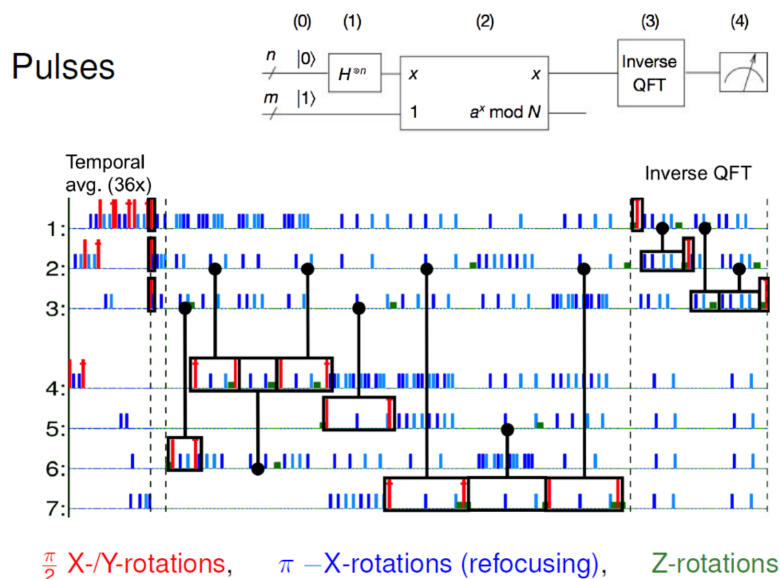 (0) (1) (2) (3) (4)
Pulses
n |0⟩ H^⊗n x x Inverse QFT
m |1⟩ 1 a^x mod N
Temporal avg. (36x)
Inverse QFT
1:
2:
3:
4:
5:
6:
7:
π/2 X-/Y-rotations, π −X-rotations (refocusing), Z-rotations